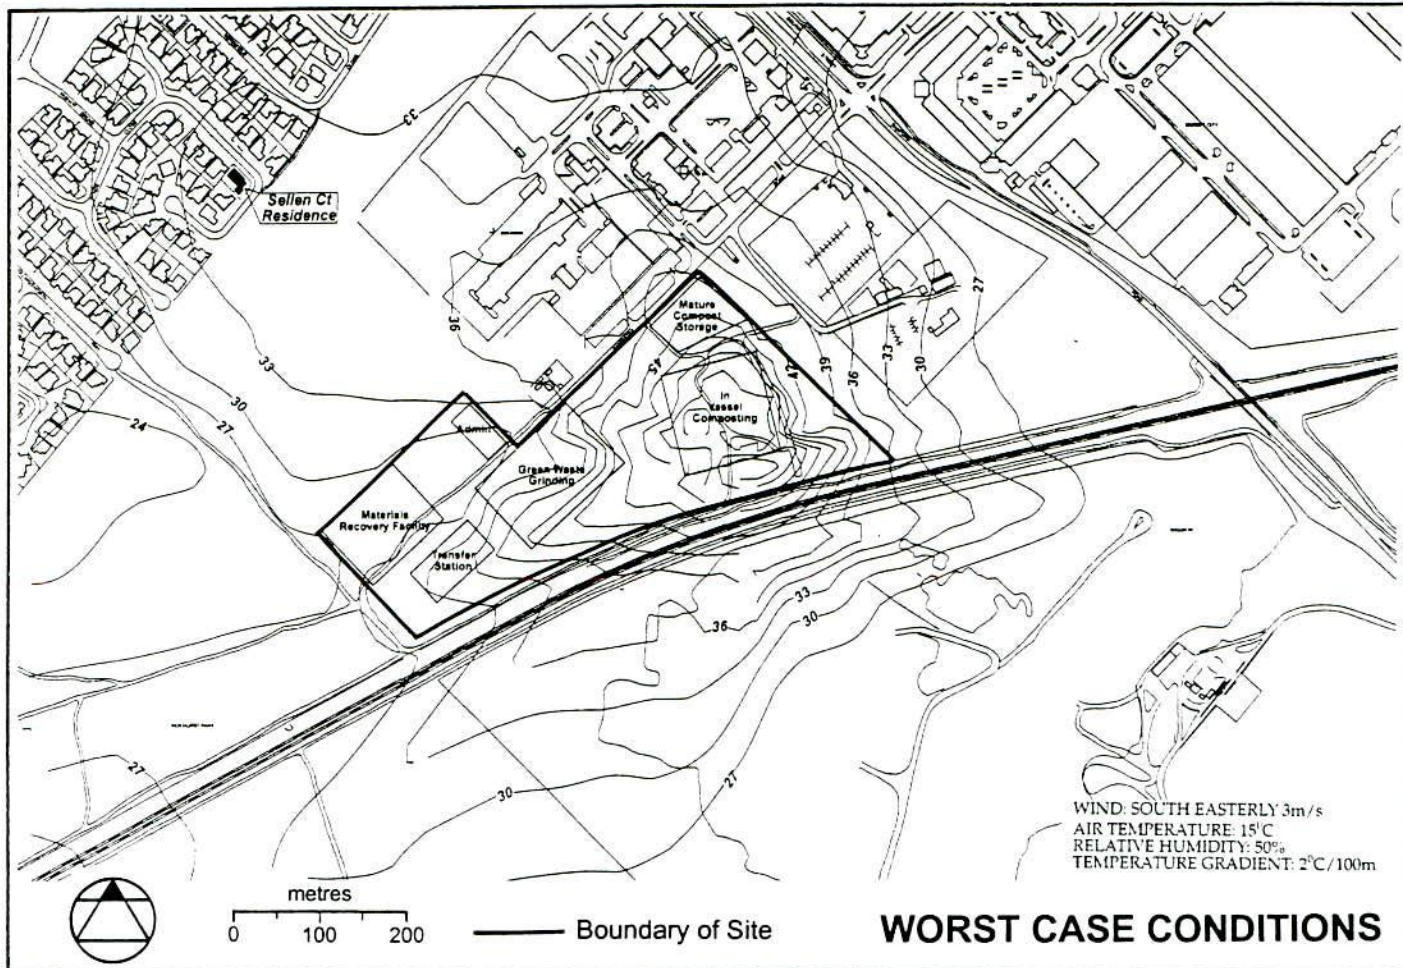 33
Sellen Ct
Residence
36
27
Mature
Compost
Storage
45
42
39
36
33
30
33
30
27
24
In
Vessel
Composting
Admin
Green Waste
Grinding
Materials
Recovery Facility
Transfer
Station
36
33
30
27
30
27
WIND: SOUTH EASTERLY 3m/s
AIR TEMPERATURE: 15°C
RELATIVE HUMIDITY: 50%
TEMPERATURE GRADIENT: 2°C/100m
metres
0 100 200
Boundary of Site
WORST CASE CONDITIONS